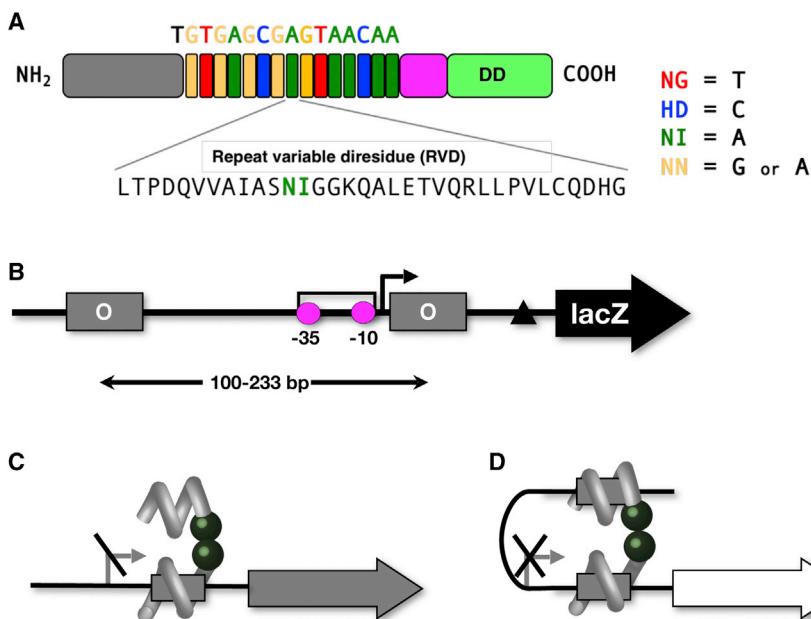 A
TGTGAGCGAGTAACAA
NH2
DD
COOH
NG = T
HD = C
NI = A
NN = G or A
Repeat variable diresidue (RVD)
LTPDQVVAIASNIGGKQALETVQRLLPVLCQDHG
B
O
O
lacZ
-35
-10
100-233 bp
C
D